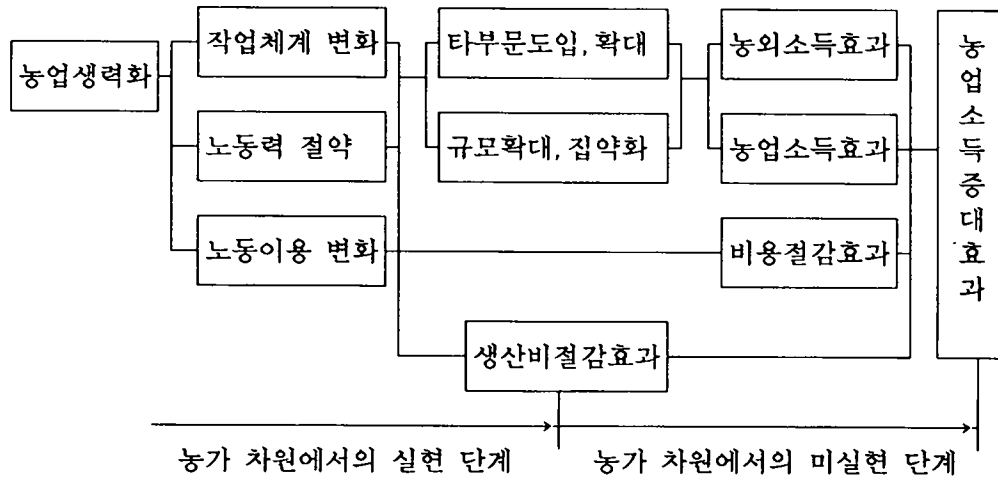 농업생력화
작업체계 변화
노동력 절약
노동이용 변화
타부문도입, 확대
규모확대, 집약화
생산비절감효과
농외소득효과
농업소득효과
비용절감효과
농
업
소
득
증
대
효
과
농가 차원에서의 실현 단계
농가 차원에서의 미실현 단계